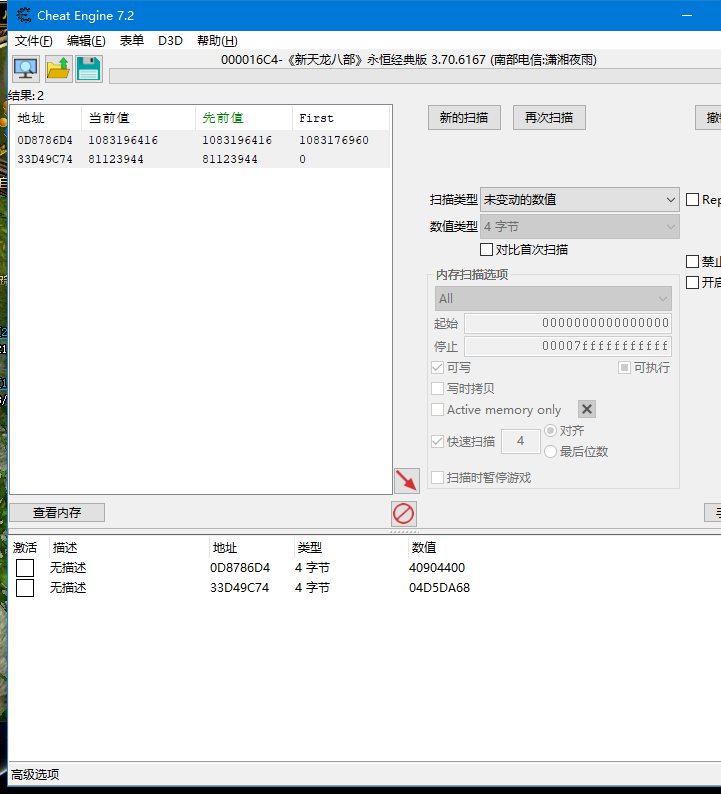 Cheat Engine 7.2
文件(F) 编辑(E) 表单 D3D 帮助(H)
000016C4-《新天龙八部》永恒经典版 3.70.6167 (南部电信:潇湘夜雨)
结果: 2
地址 当前值 先前值 First
0D8786D4 1083196416 1083196416 1083176960
33D49C74 81123944 81123944 0
新的扫描 再次扫描
扫描类型 未变动的数值 Rep
数值类型 4 字节
对比首次扫描
禁止
内存扫描选项
开启
All
起始 0000000000000000
停止 00007fffffffffff
可写 可执行
写时拷贝
Active memory only
快速扫描 4 对齐
最后位数
扫描时暂停游戏
查看内存 手
激活 描述 地址 类型 数值
无描述 0D8786D4 4 字节 40904400
无描述 33D49C74 4 字节 04D5DA68
高级选项